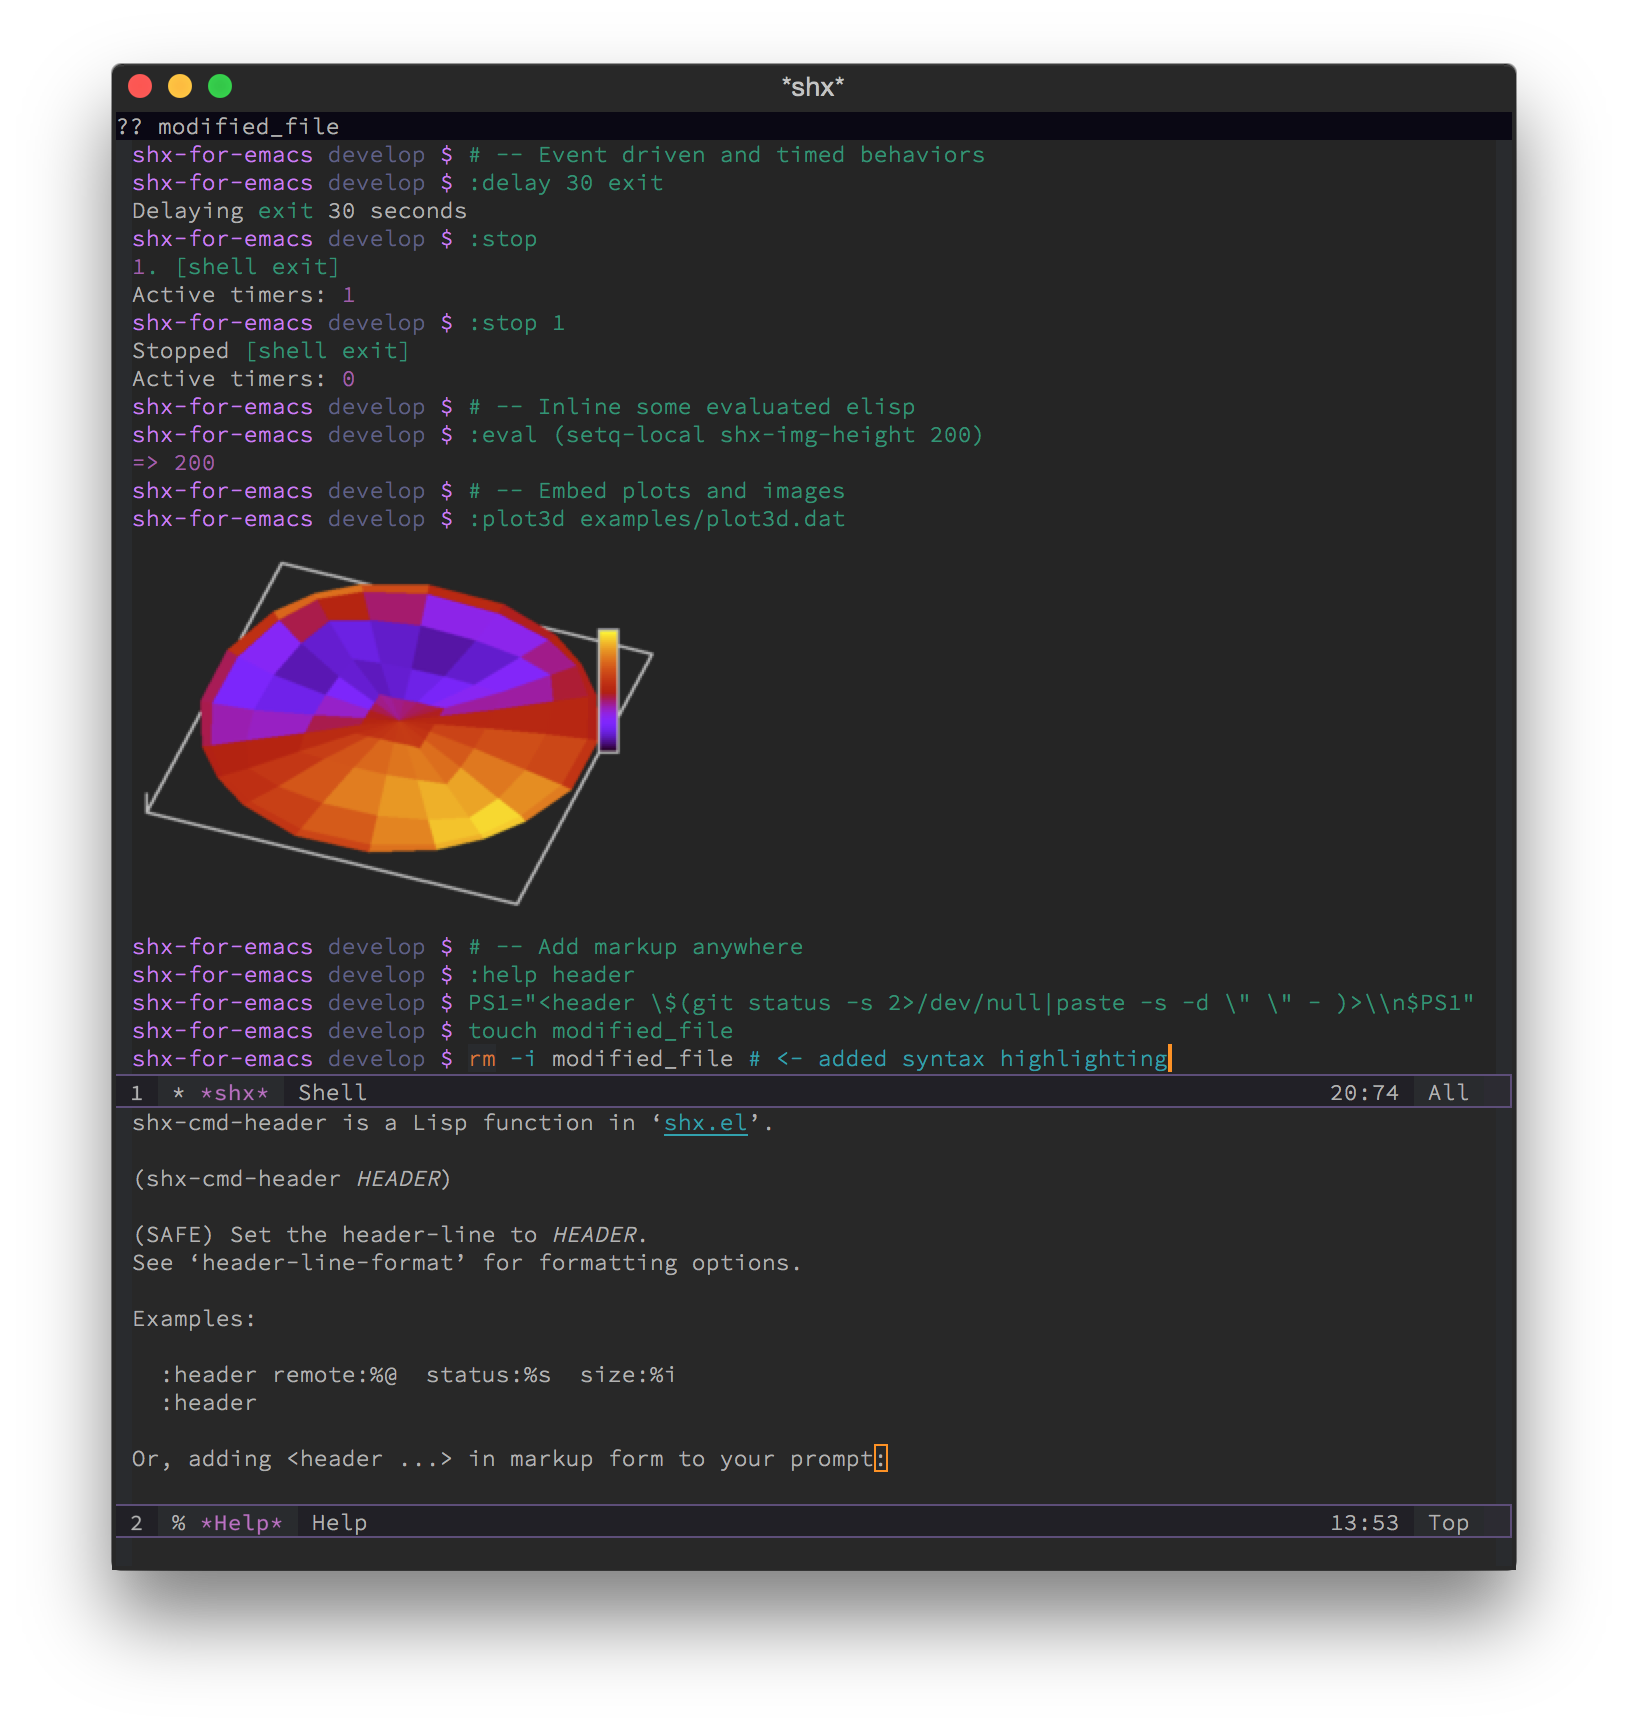 *shx*
?? modified_file
shx-for-emacs develop $ # -- Event driven and timed behaviors
shx-for-emacs develop $ :delay 30 exit
Delaying exit 30 seconds
shx-for-emacs develop $ :stop
1. [shell exit]
Active timers: 1
shx-for-emacs develop $ :stop 1
Stopped [shell exit]
Active timers: 0
shx-for-emacs develop $ # -- Inline some evaluated elisp
shx-for-emacs develop $ :eval (setq-local shx-img-height 200)
=> 200
shx-for-emacs develop $ # -- Embed plots and images
shx-for-emacs develop $ :plot3d examples/plot3d.dat
shx-for-emacs develop $ # -- Add markup anywhere
shx-for-emacs develop $ :help header
shx-for-emacs develop $ PS1="<header \$(git status -s 2>/dev/null|paste -s -d \" \" - )>\\n$PS1"
shx-for-emacs develop $ touch modified_file
shx-for-emacs develop $ rm -i modified_file # <- added syntax highlighting
1 * *shx* Shell 20:74 All
shx-cmd-header is a Lisp function in ‘shx.el’.
(shx-cmd-header HEADER)
(SAFE) Set the header-line to HEADER.
See ‘header-line-format’ for formatting options.
Examples:
:header remote:%@  status:%s  size:%i
:header
Or, adding <header ...> in markup form to your prompt:
2 % *Help* Help 13:53 Top